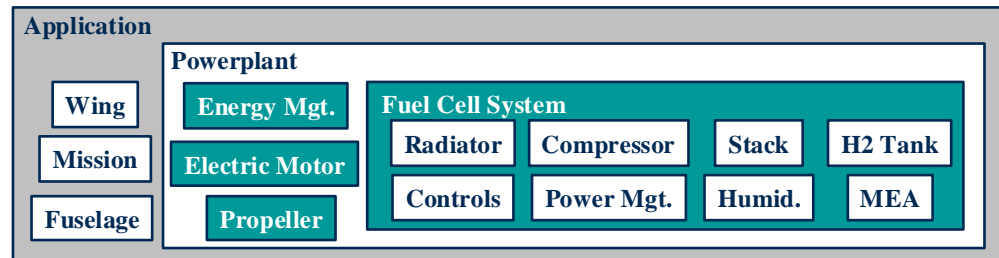 Application
Powerplant
Wing
Mission
Fuselage
Energy Mgt.
Electric Motor
Propeller
Fuel Cell System
Radiator
Compressor
Stack
H2 Tank
Controls
Power Mgt.
Humid.
MEA